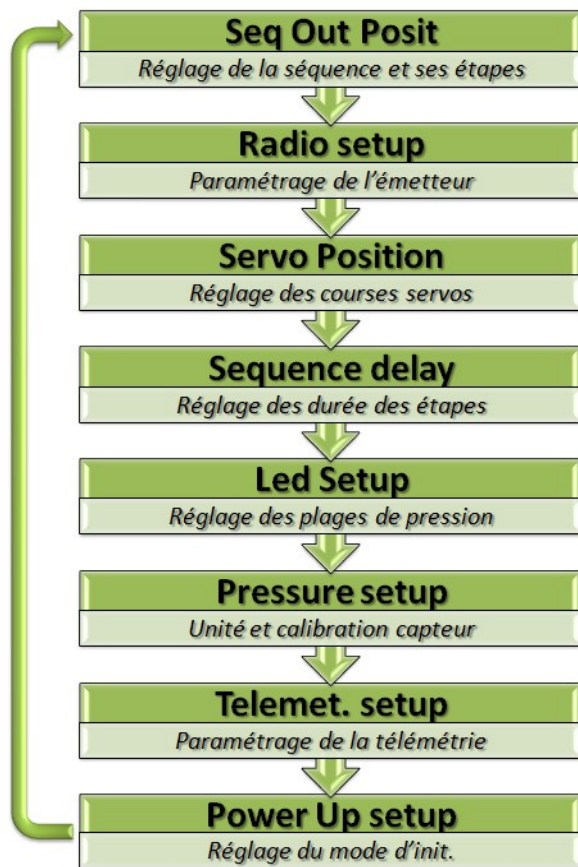 Seq Out Posit
Réglage de la séquence et ses étapes
Radio setup
Paramétrage de l'émetteur
Servo Position
Réglage des courses servos
Sequence delay
Réglage des durée des étapes
Led Setup
Réglage des plages de pression
Pressure setup
Unité et calibration capteur
Telemet. setup
Paramétrage de la télémétrie
Power Up setup
Réglage du mode d'init.